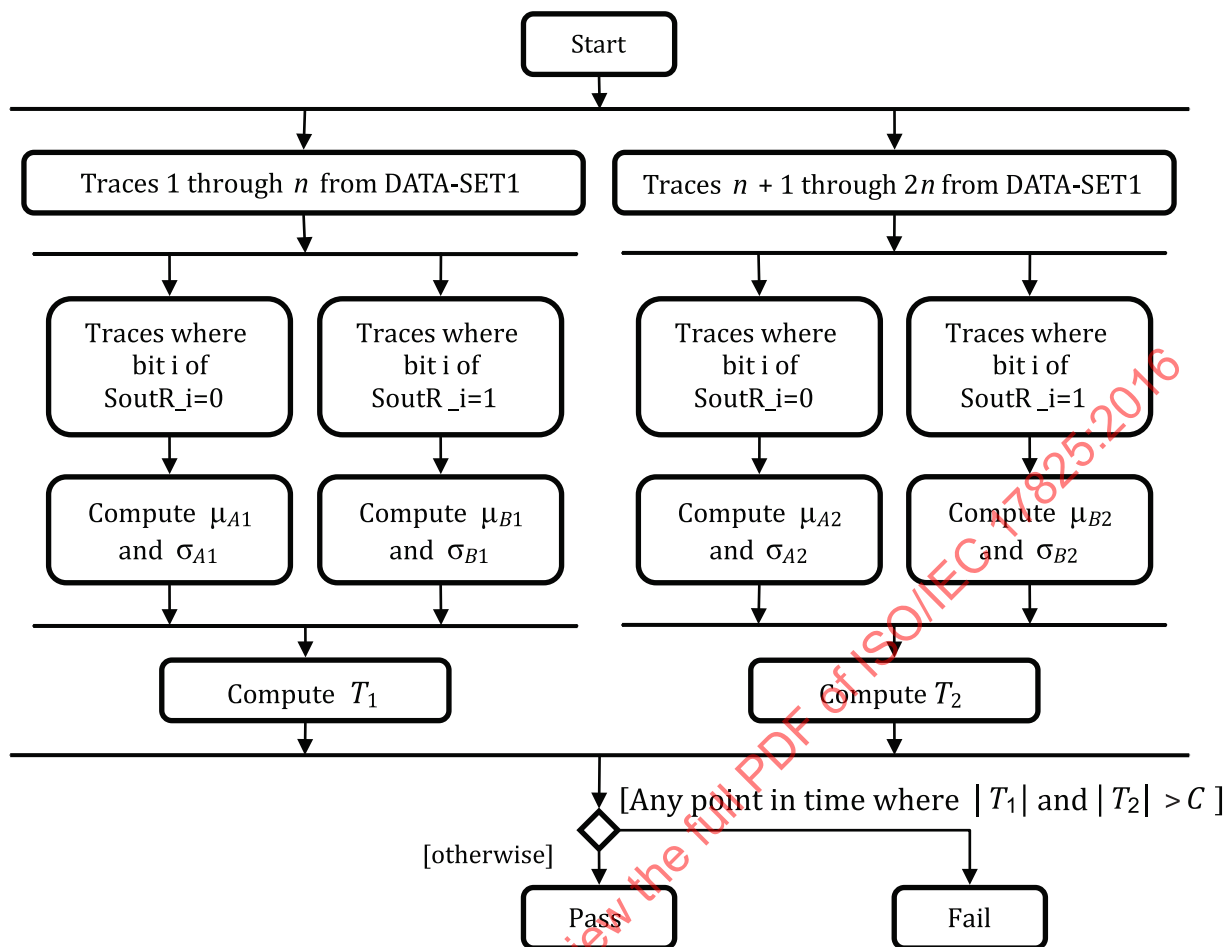 Start
Traces 1 through n from DATA-SET1
Traces n + 1 through 2n from DATA-SET1
Traces where
bit i of
SoutR_i=0
Traces where
bit i of
SoutR _i=1
Traces where
bit i of
SoutR_i=0
Traces where
bit i of
SoutR _i=1
Compute μA1
and σA1
Compute μB1
and σB1
Compute μA2
and σA2
Compute μB2
and σB2
Compute T1
Compute T2
[Any point in time where |T1| and |T2| > C ]
[otherwise]
Pass
Fail
view the full PDF of ISO/IEC 17825:2016